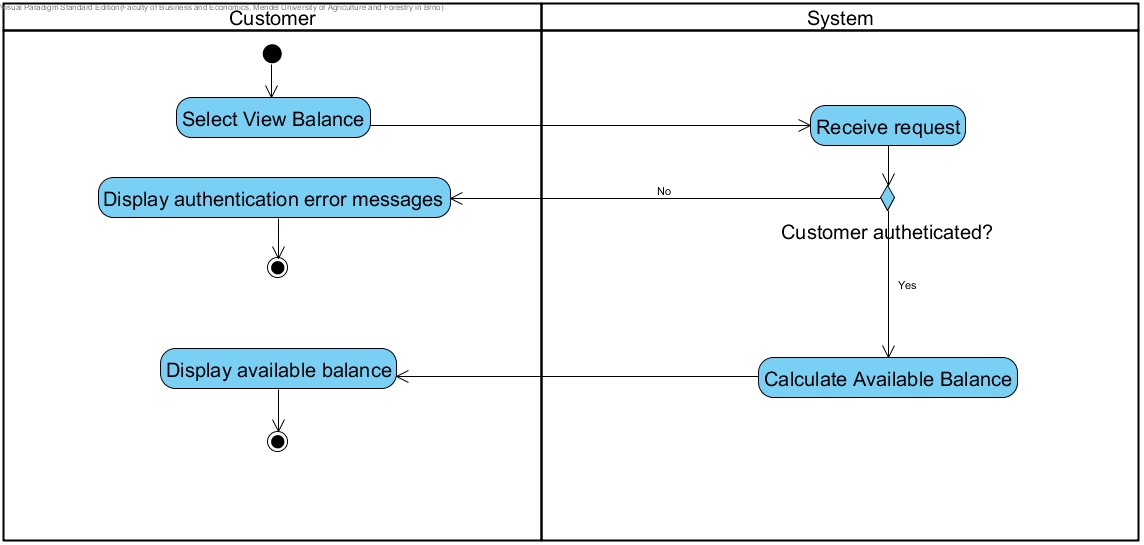 Visual Paradigm Standard Edition(Faculty of Business and Economics, Mendel University of Agriculture and Forestry in Brno)
Customer
System
Select View Balance
Receive request
Display authentication error messages
No
Customer autheticated?
Yes
Display available balance
Calculate Available Balance